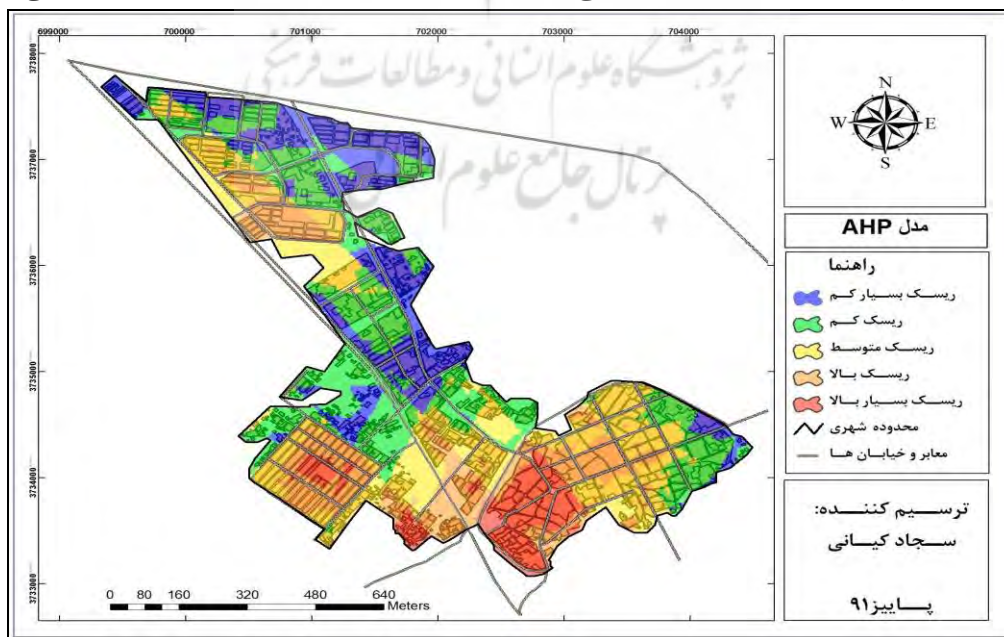 699000 700000 701000 702000 703000 704000
3738000
3737000
3736000
3735000
3734000
3733000
پژوهشگاه علوم انسانی و مطالعات فرهنگی
پرتال جامع علوم انسانی
0 80 160 320 480 640
Meters
N
W E
S
مدل AHP
راهنما
ریسک بسیار کم
ریسک کم
ریسک متوسط
ریسک بالا
ریسک بسیار بالا
محدوده شهری
معابر و خیابان ها
ترسیم کننده:
سجاد کیانی
پاییز۹۱